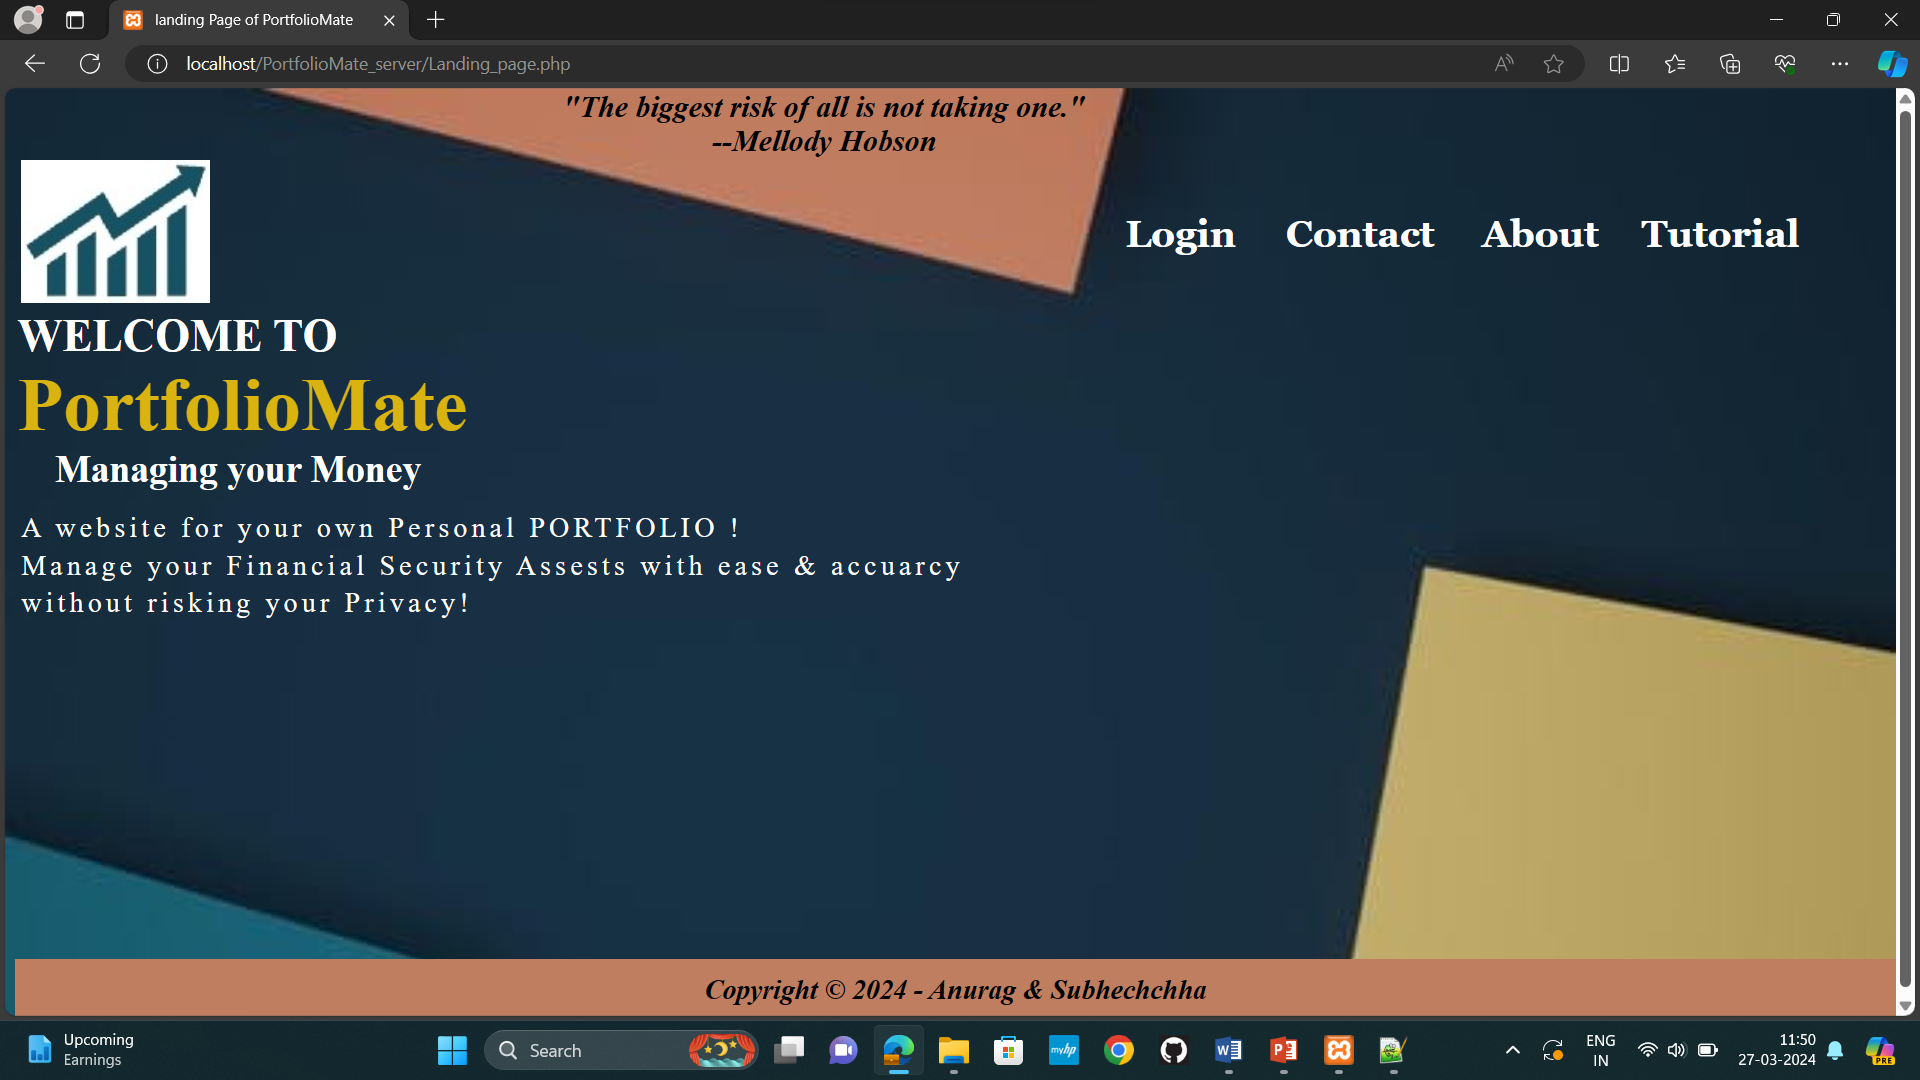 landing Page of PortfolioMate
localhost/PortfolioMate_server/Landing_page.php
"The biggest risk of all is not taking one."
--Mellody Hobson
Login Contact About Tutorial
WELCOME TO
PortfolioMate
Managing your Money
A website for your own Personal PORTFOLIO !
Manage your Financial Security Assests with ease & accuarcy
without risking your Privacy!
Copyright © 2024 - Anurag & Subhechchha
Upcoming
Earnings
Search
myhp
ENG
IN
11:50
27-03-2024
PRE